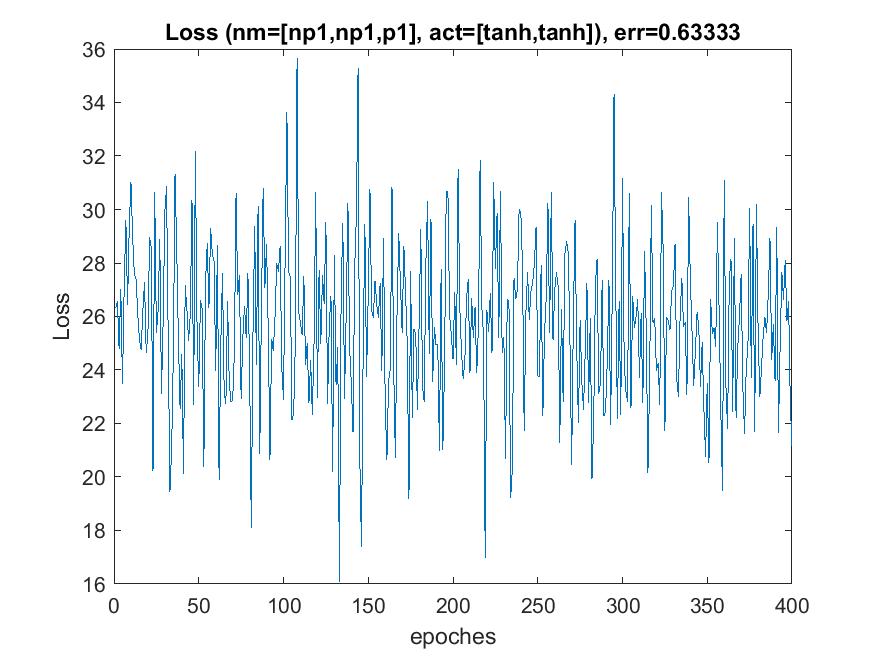 Loss (nm=[np1,np1,p1], act=[tanh,tanh]), err=0.63333
36
34
32
30
28
26
24
22
20
18
16
Loss
0 50 100 150 200 250 300 350 400
epoches